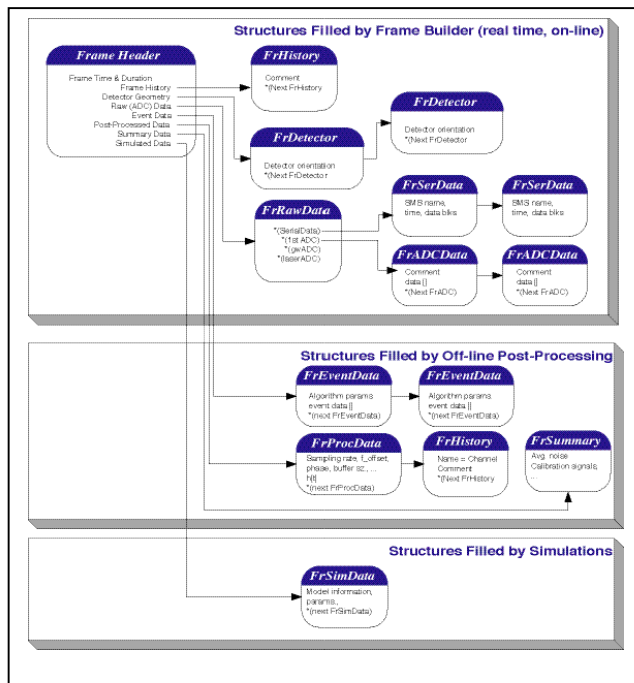 Structures Filled by Frame Builder (real time, on-line)
Frame Header
Frame Time & Duration
Frame History
Detector Geometry
Raw (ADC) Data
Event Data
Post-Processed Data
Summary Data
Simulated Data
FrHistory
Comment
*(Next FrHistory)
FrDetector
Detector orientation
*(Next FrDetector
FrDetector
Detector orientation
*(Next FrDetector
FrRawData
*(SerialData)
*(1st ADC)
*(gwADC)
*(laserADC)
FrSerData
SMS name,
time, data blks
FrSerData
SMS name,
time, data blks
FrADCData
Comment
data []
*(Next FrADC)
FrADCData
Comment
data []
*(Next FrADC)
Structures Filled by Off-line Post-Processing
FrEventData
Algorithm params
event data []
*(next FrEventData)
FrEventData
Algorithm params
event data []
*(next FrEventData)
FrProcData
Sampling rate, f_offset,
phase, buffer sz., ...
h[t]
*(next FrProcData)
FrHistory
Name = Channel
Comment
*(Next FrHistory
FrSummary
Avg. noise
Calibration signals,
...
Structures Filled by Simulations
FrSimData
Model information,
params.,
*(next FrSimData)